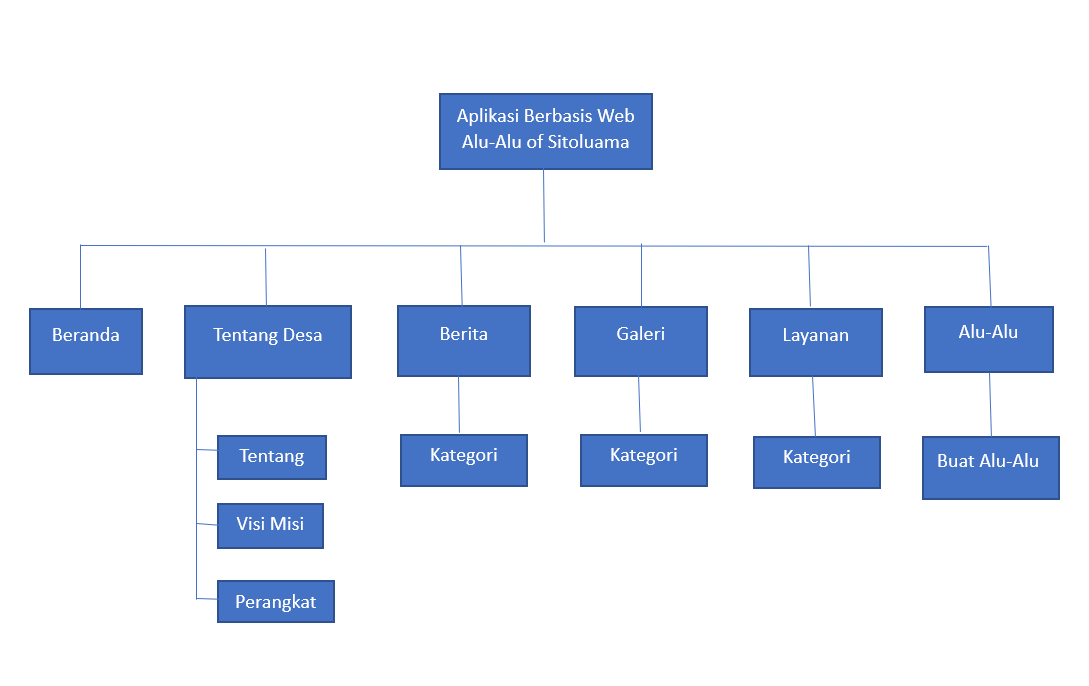 Aplikasi Berbasis Web
Alu-Alu of Sitoluama
Beranda
Tentang Desa
Berita
Galeri
Layanan
Alu-Alu
Tentang
Visi Misi
Perangkat
Kategori
Kategori
Kategori
Buat Alu-Alu